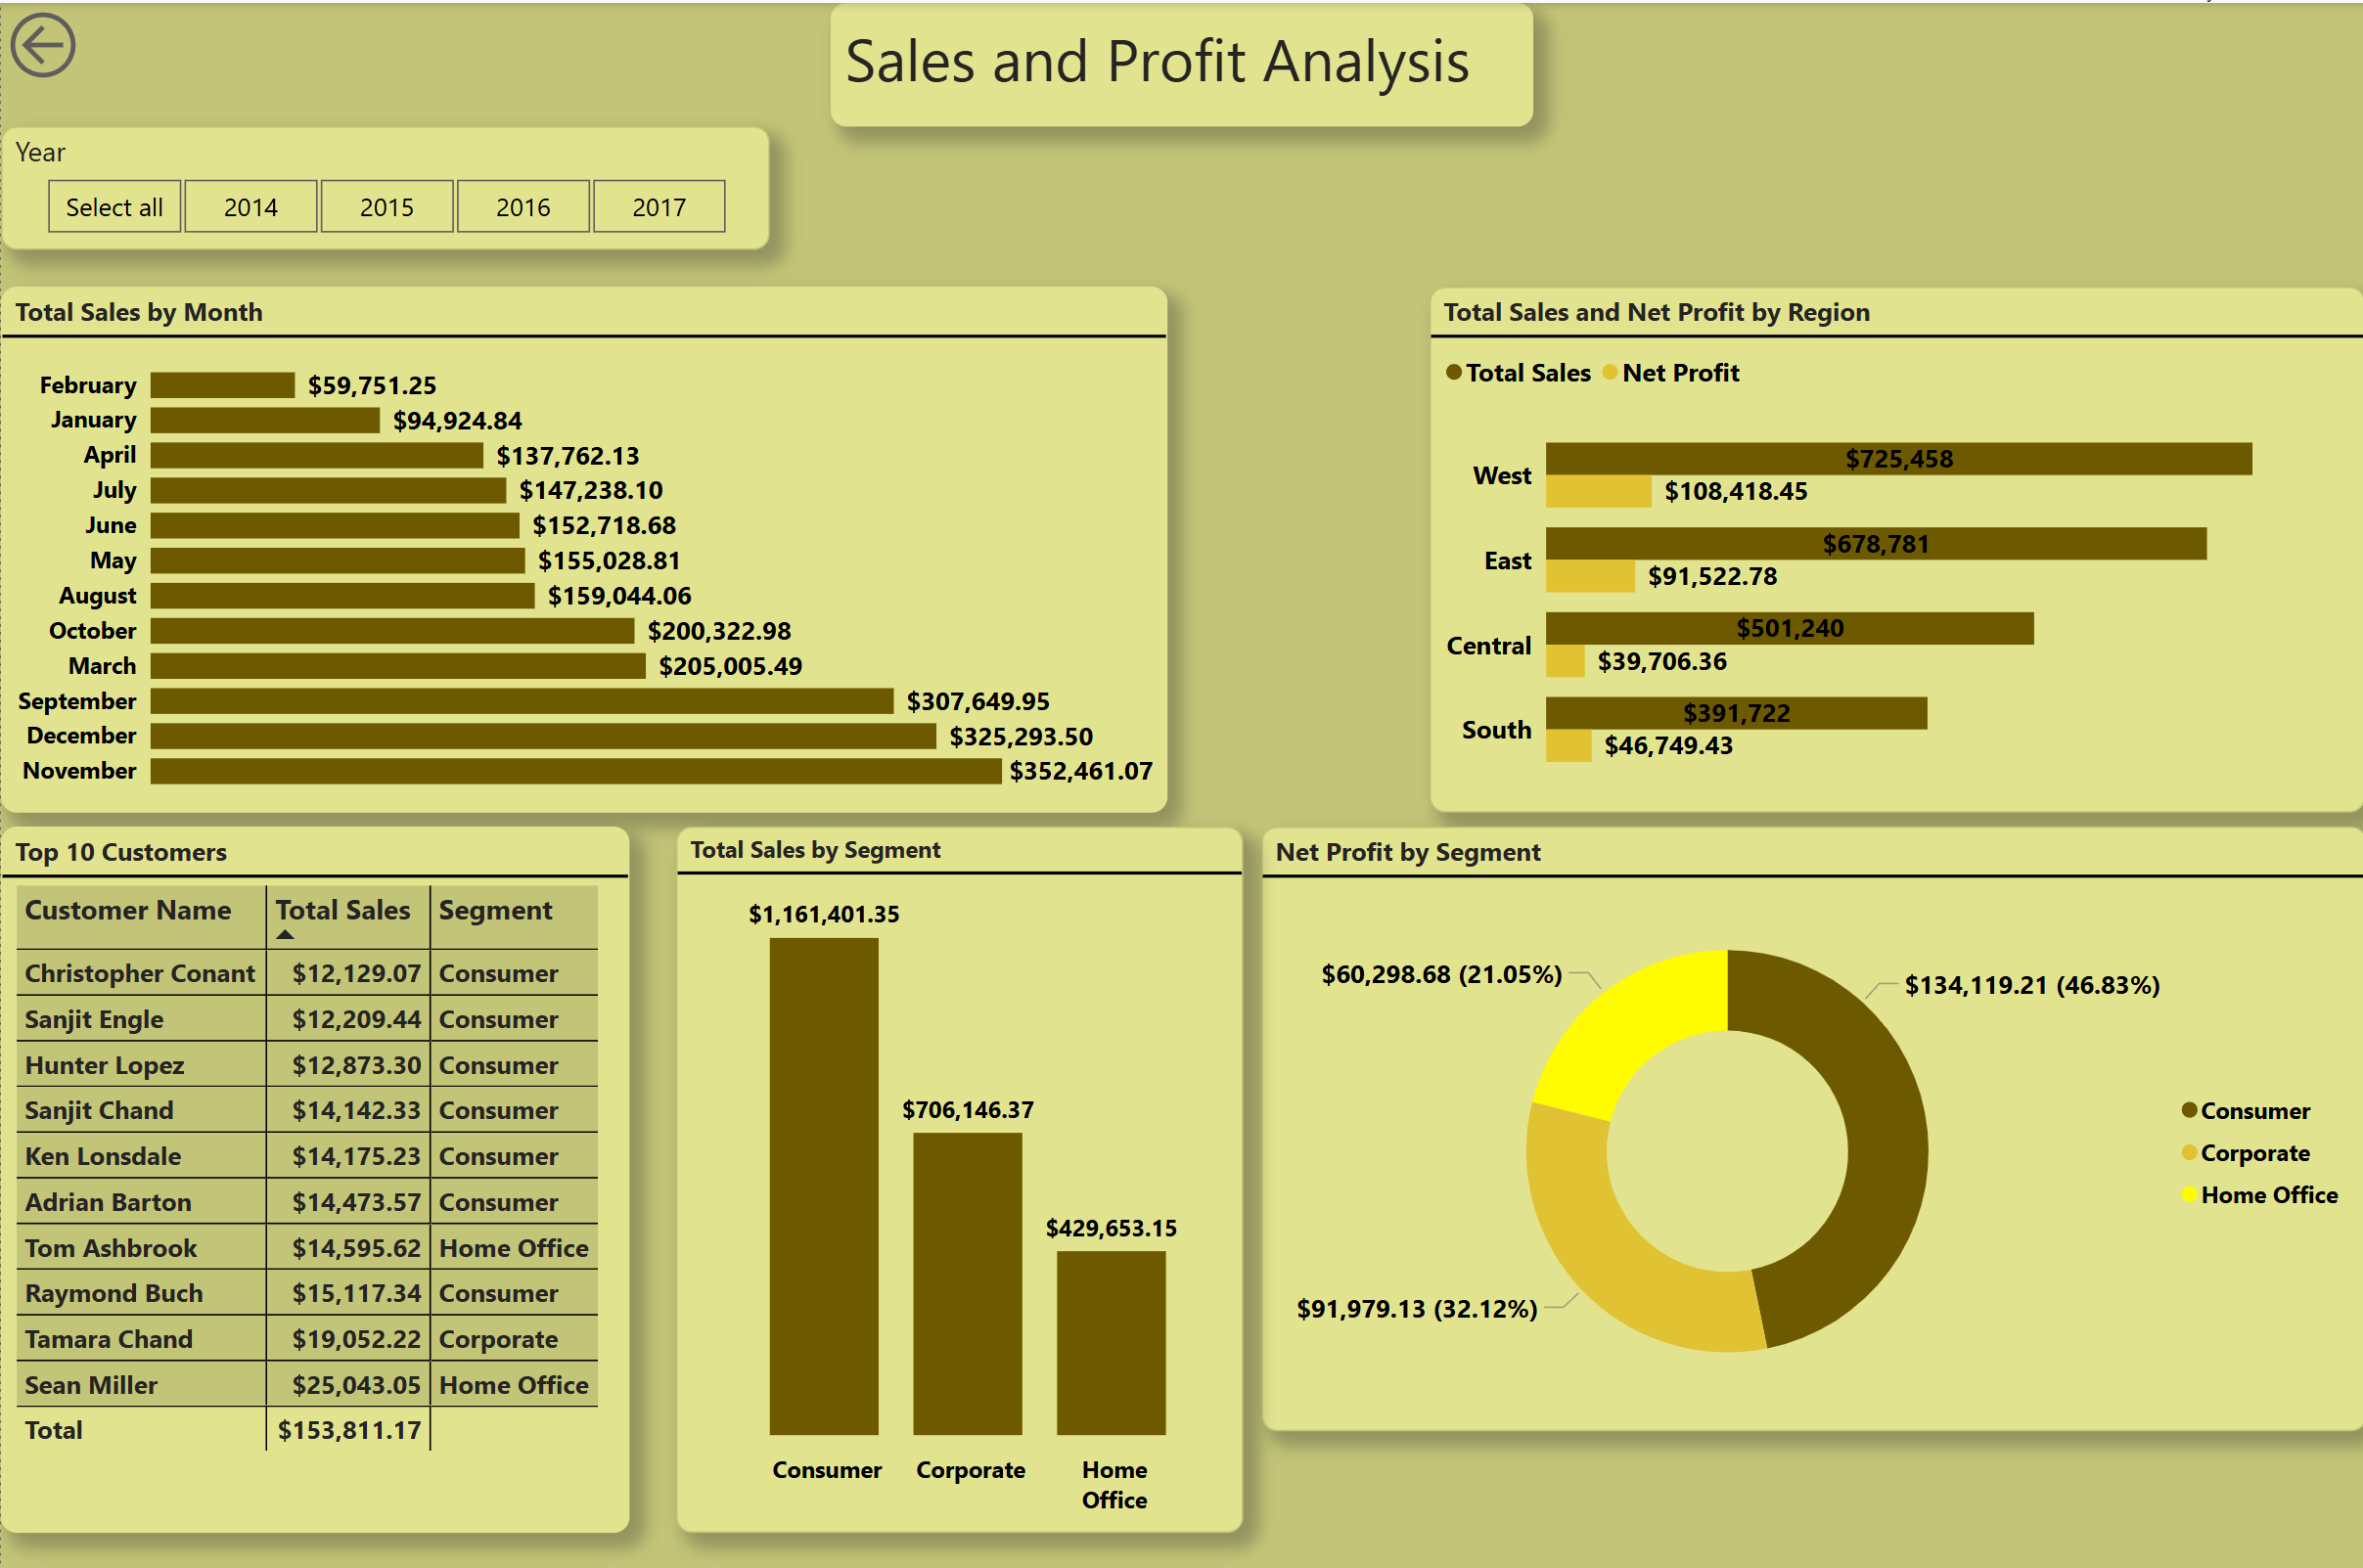 Sales and Profit Analysis
Year
Select all 2014 2015 2016 2017
Total Sales by Month
February $59,751.25
January $94,924.84
April $137,762.13
July $147,238.10
June $152,718.68
May $155,028.81
August $159,044.06
October $200,322.98
March $205,005.49
September $307,649.95
December $325,293.50
November $352,461.07
Total Sales and Net Profit by Region
Total Sales Net Profit
West $725,458
$108,418.45
East $678,781
$91,522.78
Central $501,240
$39,706.36
South $391,722
$46,749.43
Top 10 Customers
Customer Name Total Sales Segment
Christopher Conant $12,129.07 Consumer
Sanjit Engle $12,209.44 Consumer
Hunter Lopez $12,873.30 Consumer
Sanjit Chand $14,142.33 Consumer
Ken Lonsdale $14,175.23 Consumer
Adrian Barton $14,473.57 Consumer
Tom Ashbrook $14,595.62 Home Office
Raymond Buch $15,117.34 Consumer
Tamara Chand $19,052.22 Corporate
Sean Miller $25,043.05 Home Office
Total $153,811.17
Total Sales by Segment
$1,161,401.35
$706,146.37
$429,653.15
Consumer Corporate Home
Office
Net Profit by Segment
$60,298.68 (21.05%)
$134,119.21 (46.83%)
$91,979.13 (32.12%)
Consumer
Corporate
Home Office